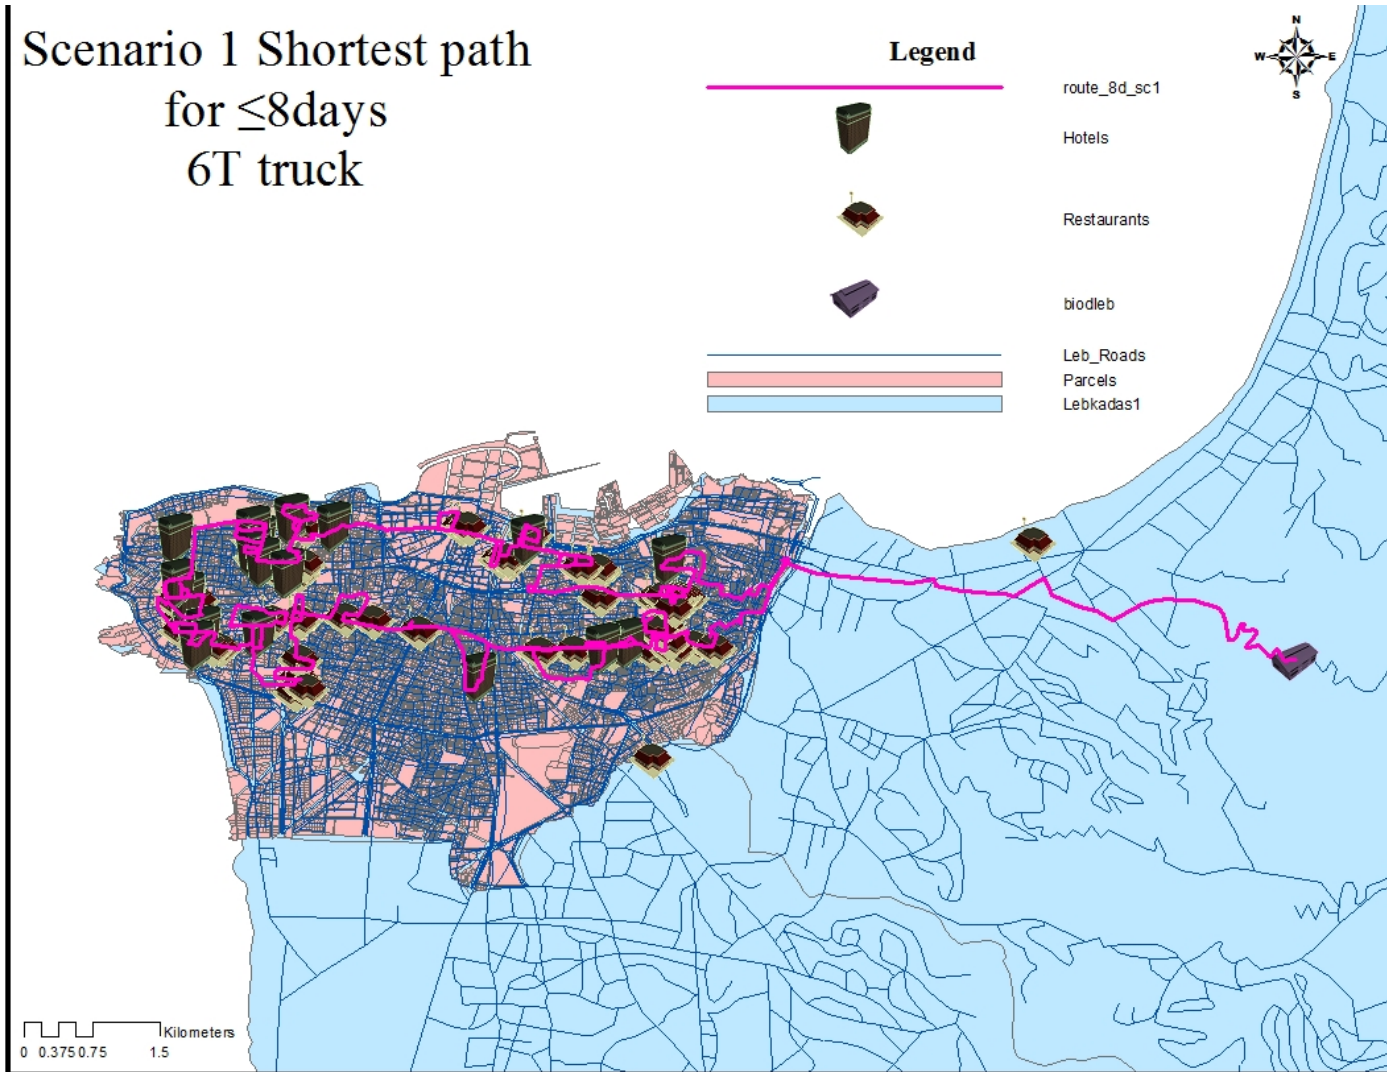 Scenario 1 Shortest path
for ≤8days
6T truck
Legend
route_8d_sc1
Hotels
Restaurants
biodleb
Leb_Roads
Parcels
Lebkadas1
N
W E
S
Kilometers
0 0.375 0.75 1.5